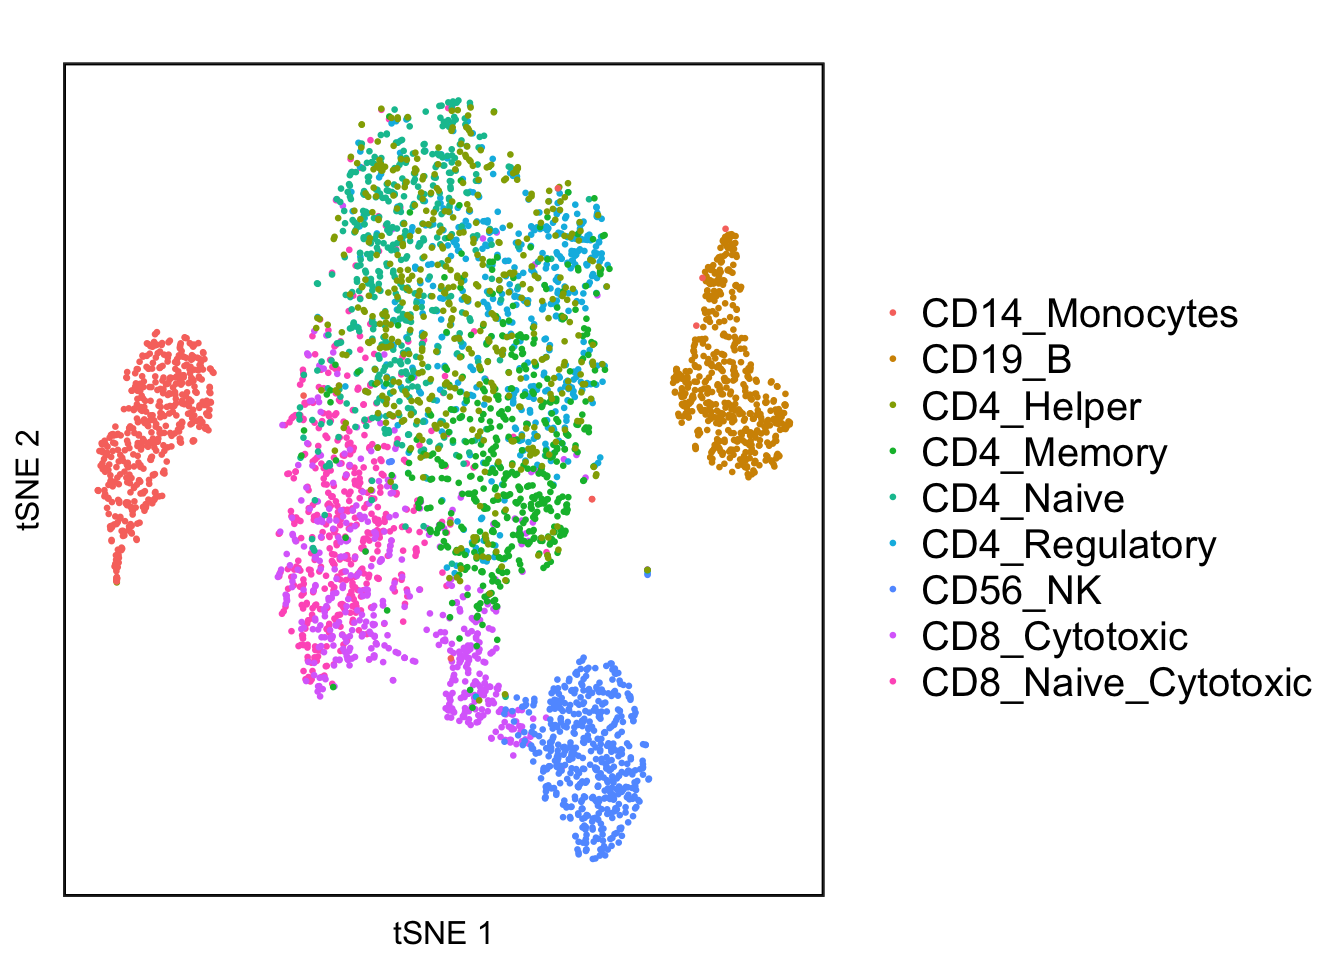 tSNE 2
tSNE 1
CD14_Monocytes
CD19_B
CD4_Helper
CD4_Memory
CD4_Naive
CD4_Regulatory
CD56_NK
CD8_Cytotoxic
CD8_Naive_Cytotoxic